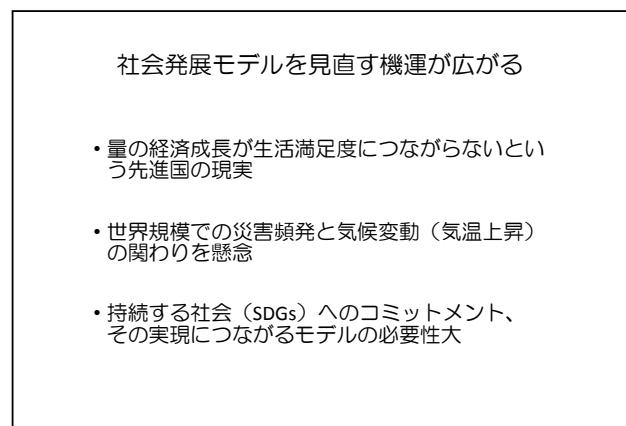 社会発展モデルを見直す機運が広がる
• 量の経済成長が生活満足度につながらないとい
う先進国の現実
• 世界規模での災害頻発と気候変動（気温上昇）
の関わりを懸念
• 持続する社会（SDGs）へのコミットメント、
その実現につながるモデルの必要性大